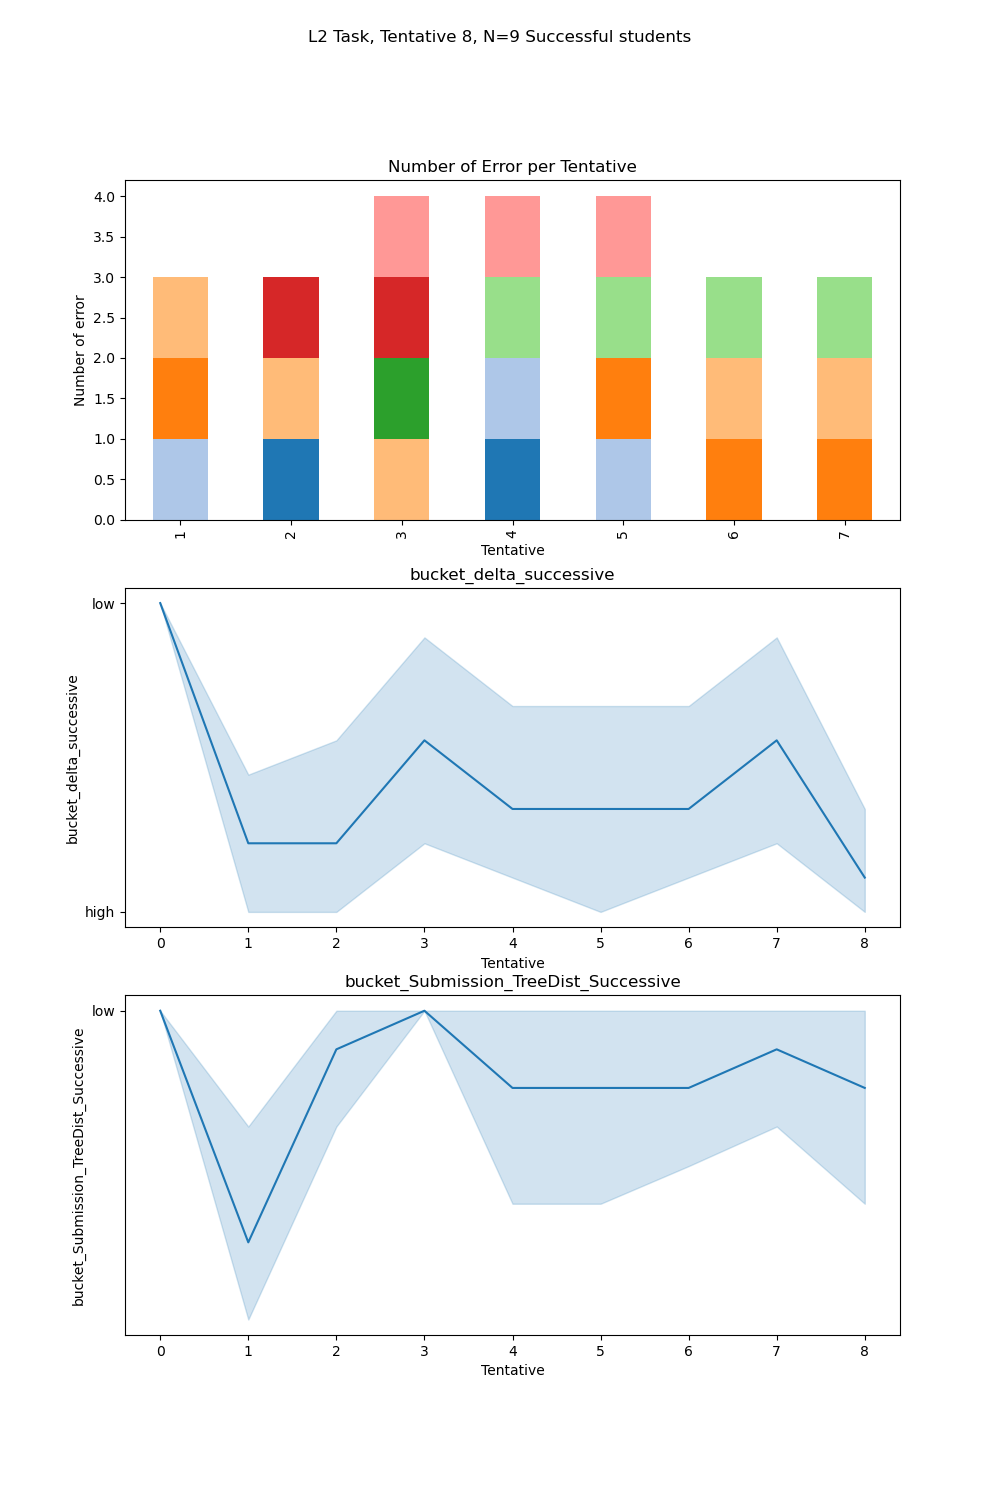 L2 Task, Tentative 8, N=9 Successful students
Number of Error per Tentative
Number of error
4.0
3.5
3.0
2.5
2.0
1.5
1.0
0.5
0.0
1 2 3 4 5 6 7
Tentative
bucket_delta_successive
bucket_delta_successive
low
high
0 1 2 3 4 5 6 7 8
Tentative
bucket_Submission_TreeDist_Successive
bucket_Submission_TreeDist_Successive
low
0 1 2 3 4 5 6 7 8
Tentative